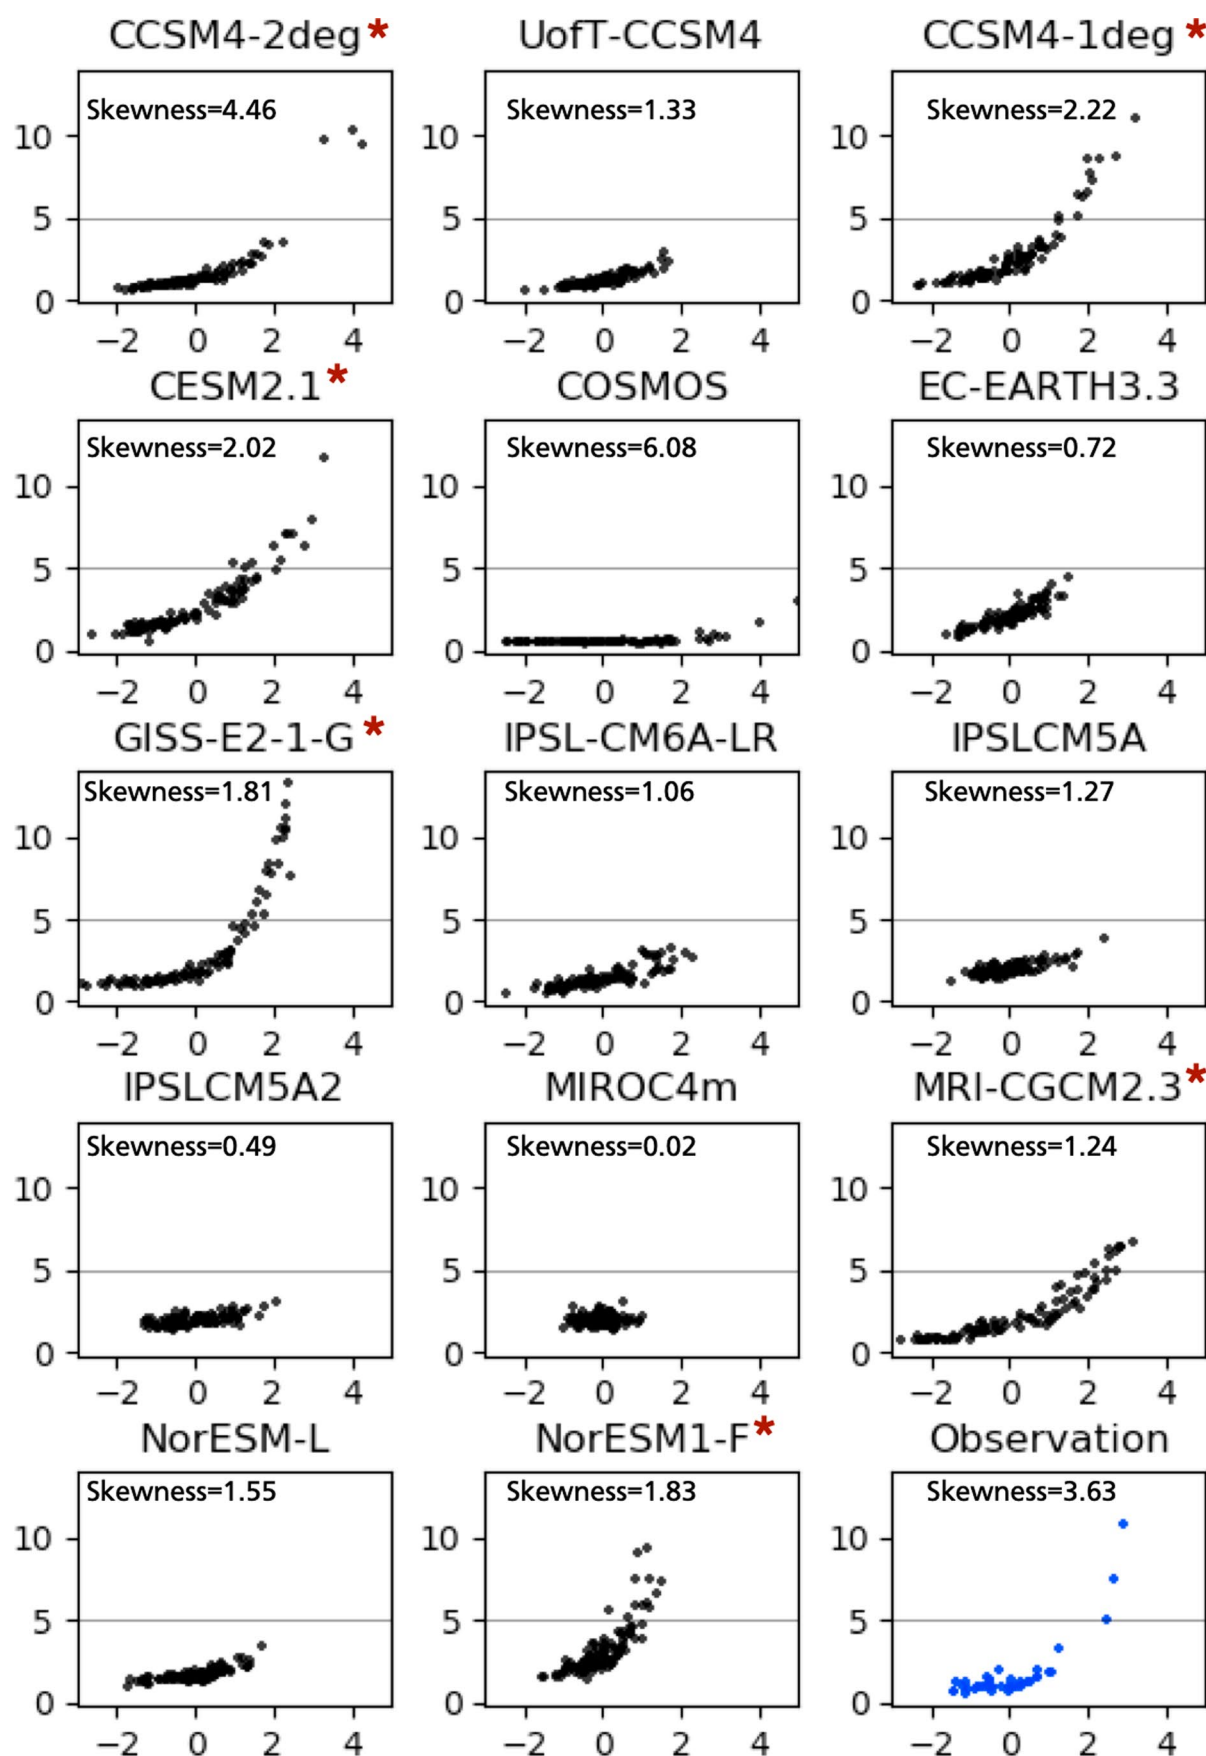 CCSM4-2deg* UofT-CCSM4 CCSM4-1deg*
Skewness=4.46 Skewness=1.33 Skewness=2.22
10 10 10
5 5 5
0 0 0
−2 0 2 4 −2 0 2 4 −2 0 2 4
CESM2.1* COSMOS EC-EARTH3.3
Skewness=2.02 Skewness=6.08 Skewness=0.72
10 10 10
5 5 5
0 0 0
−2 0 2 4 −2 0 2 4 −2 0 2 4
GISS-E2-1-G* IPSL-CM6A-LR IPSLCM5A
Skewness=1.81 Skewness=1.06 Skewness=1.27
10 10 10
5 5 5
0 0 0
−2 0 2 4 −2 0 2 4 −2 0 2 4
IPSLCM5A2 MIROC4m MRI-CGCM2.3*
Skewness=0.49 Skewness=0.02 Skewness=1.24
10 10 10
5 5 5
0 0 0
−2 0 2 4 −2 0 2 4 −2 0 2 4
NorESM-L NorESM1-F* Observation
Skewness=1.55 Skewness=1.83 Skewness=3.63
10 10 10
5 5 5
0 0 0
−2 0 2 4 −2 0 2 4 −2 0 2 4